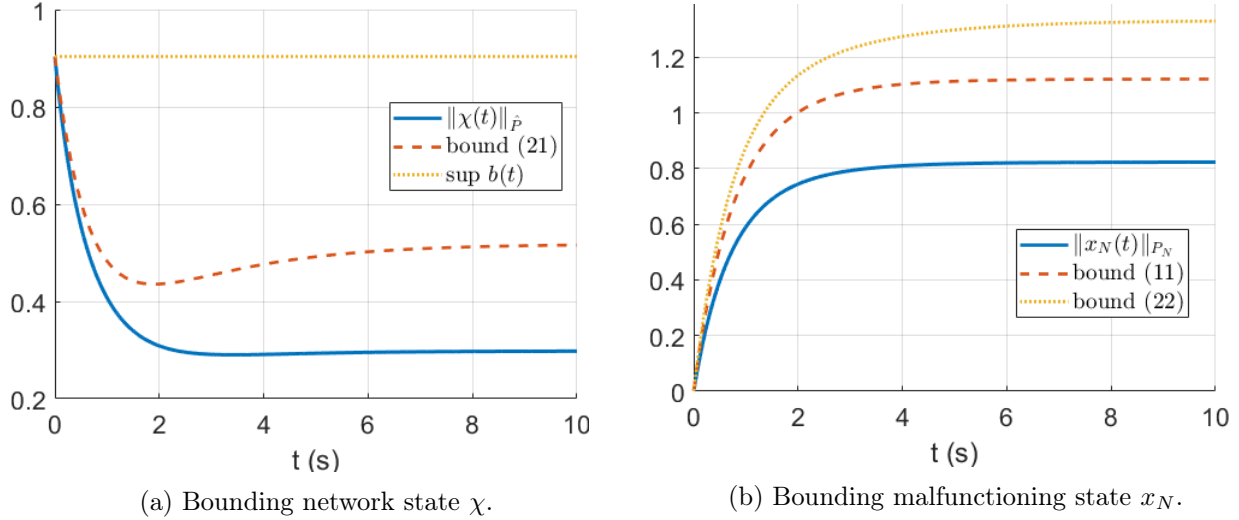 1
0.8
0.6
0.4
0.2
0 2 4 6 8 10
t (s)
‖χ(t)‖_P̂
bound (21)
sup b(t)
(a) Bounding network state χ.
1.2
1
0.8
0.6
0.4
0.2
0
0 2 4 6 8 10
t (s)
‖x_N(t)‖_{P_N}
bound (11)
bound (22)
(b) Bounding malfunctioning state x_N.